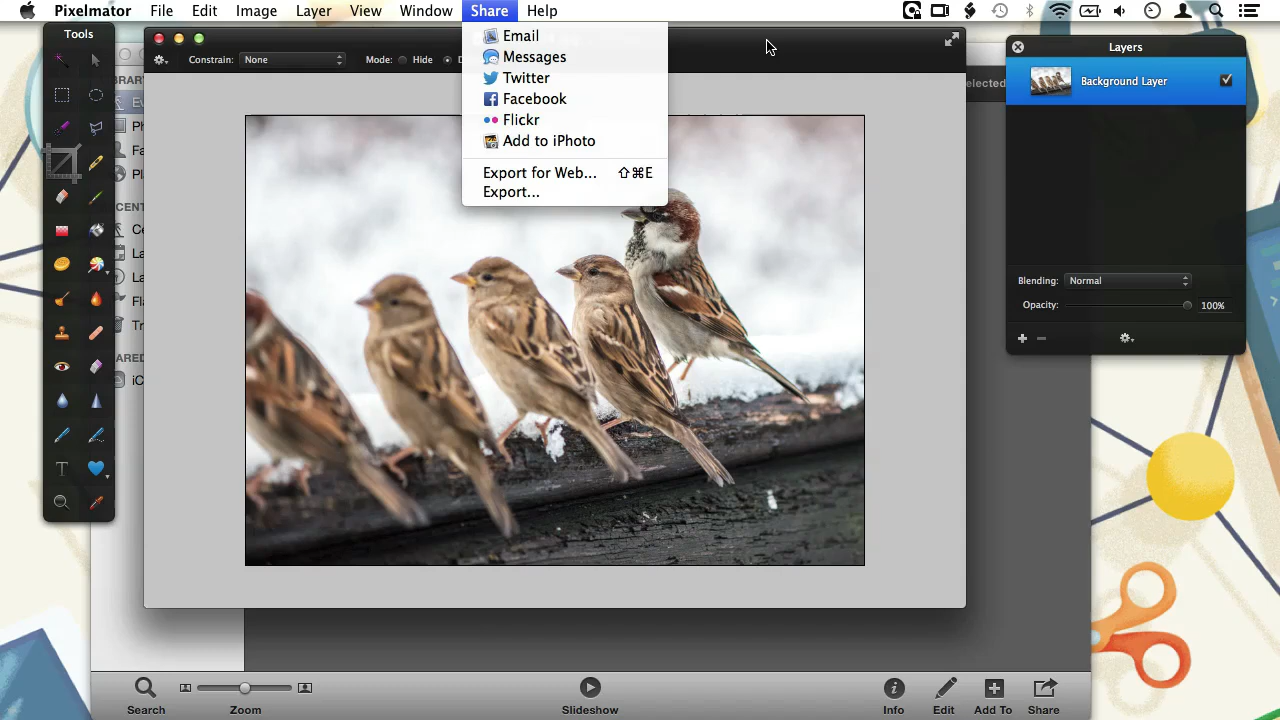 Pixelmator File Edit Image Layer View Window Share Help
Tools
Constrain: None Mode: Hide
Email
Messages
Twitter
Facebook
Flickr
Add to iPhoto
Export for Web... ⇧⌘E
Export...
Layers
Background Layer
Blending: Normal
Opacity: 100%
Search
Zoom
Slideshow
Info
Edit
Add To
Share